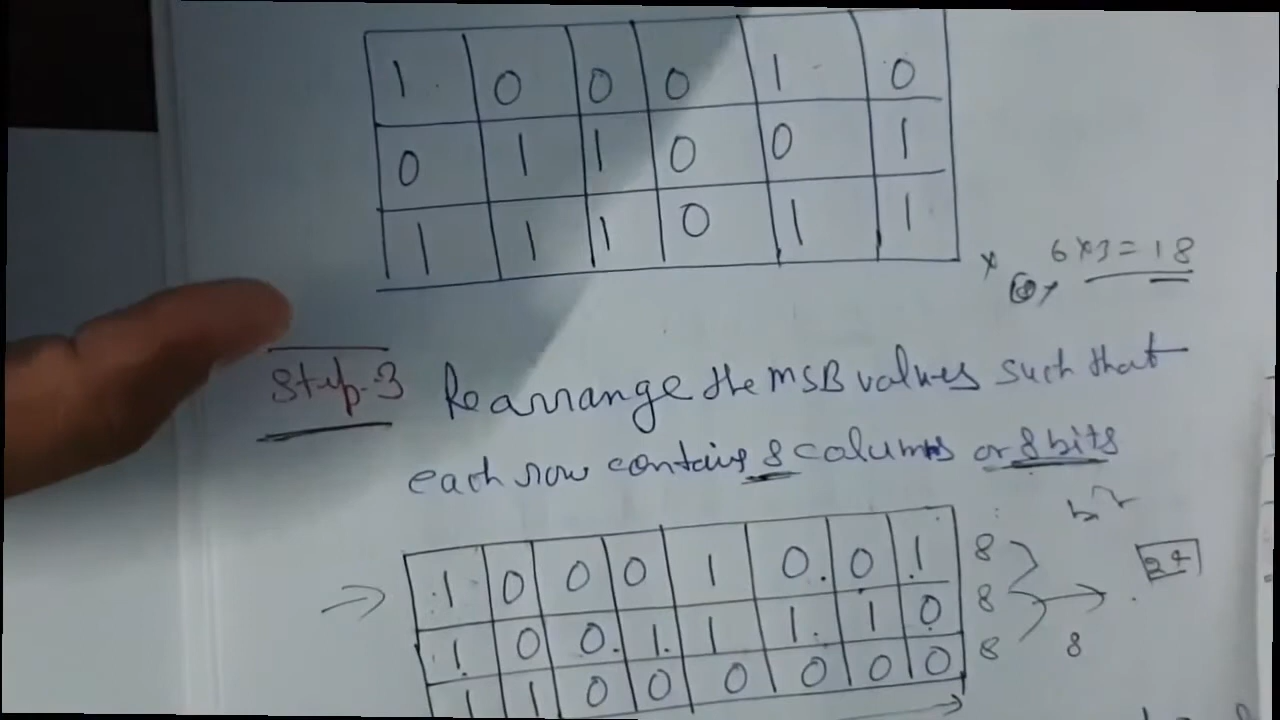 1 0 0 0 1 0
0 1 1 0 0 1
1 1 1 0 1 1
6x3=18
Step-3 Rearrange the MSB values such that
each row contains 8 columns or 8 bits
1 0 0 0 1 0 0 1 8
1 0 0 1 1 1 1 0 8
1 1 0 0 0 0 0 0 8 8
24